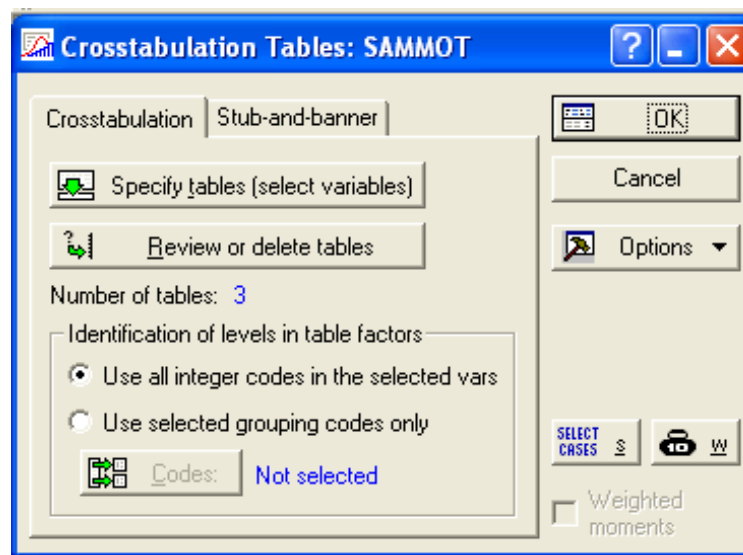 Crosstabulation Tables: SAMMOT
?
Crosstabulation
Stub-and-banner
OK
Specify tables (select variables)
Cancel
Review or delete tables
Options
Number of tables: 3
Identification of levels in table factors
Use all integer codes in the selected vars
Use selected grouping codes only
SELECT
CASES
S
W
Codes:
Not selected
Weighted
moments